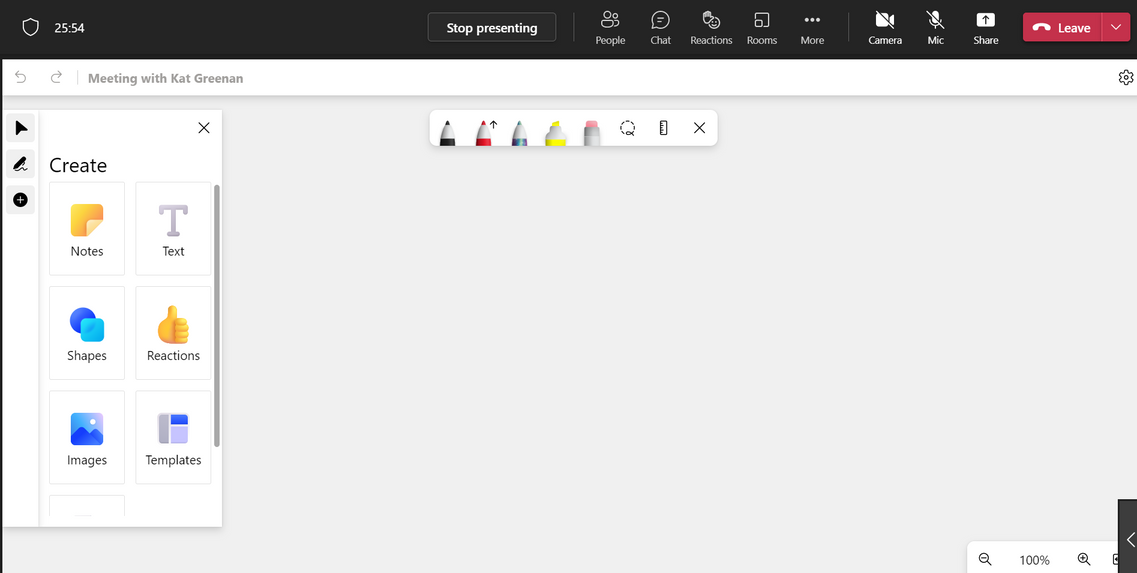 25:54
Stop presenting
People
Chat
Reactions
Rooms
More
Camera
Mic
Share
Leave
Meeting with Kat Greenan
Create
Notes
Text
Shapes
Reactions
Images
Templates
100%